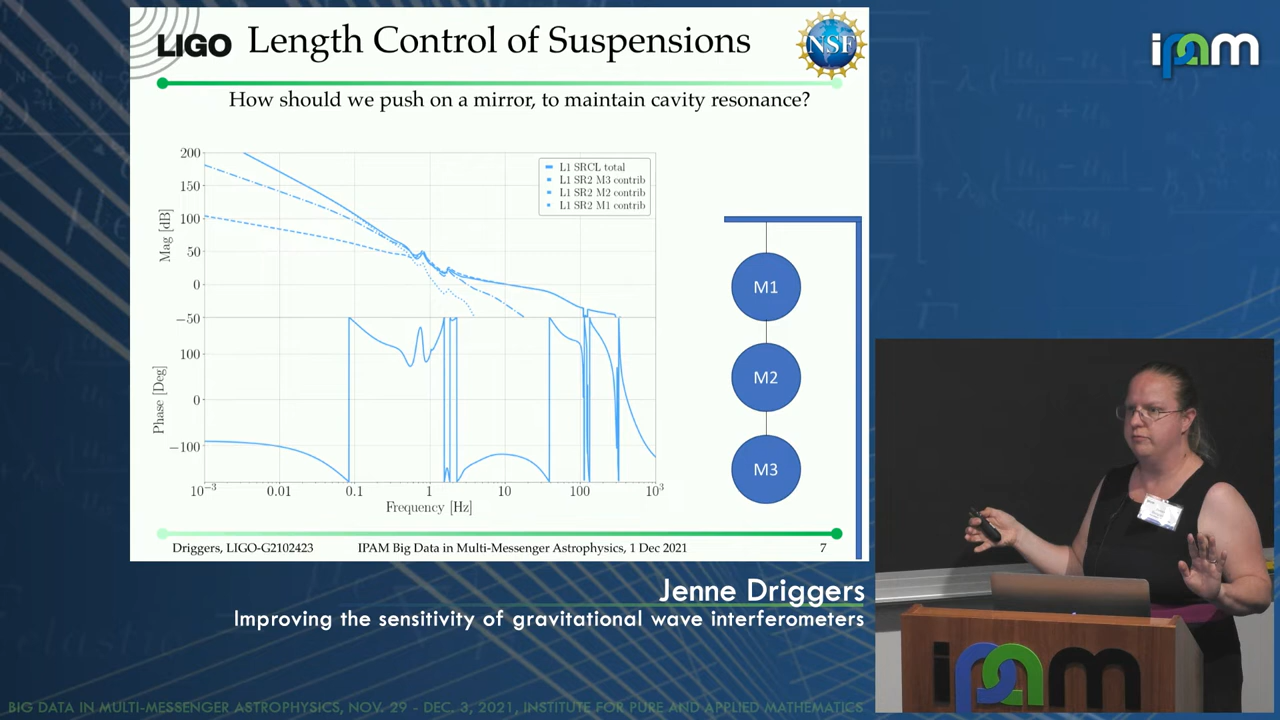 LIGO
Length Control of Suspensions
NSF
ipam
How should we push on a mirror, to maintain cavity resonance?
200
150
100
50
0
−50
Mag [dB]
L1 SRCL total
L1 SR2 M3 contrib
L1 SR2 M2 contrib
L1 SR2 M1 contrib
100
0
−100
Phase [Deg]
10⁻³
0.01
0.1
1
10
100
10³
Frequency [Hz]
M1
M2
M3
Driggers, LIGO-G2102423
IPAM Big Data in Multi-Messenger Astrophysics, 1 Dec 2021
7
Jenne Driggers
Improving the sensitivity of gravitational wave interferometers
ipam
BIG DATA IN MULTI-MESSENGER ASTROPHYSICS, NOV. 29 - DEC. 3, 2021, INSTITUTE FOR PURE AND APPLIED MATHEMATICS